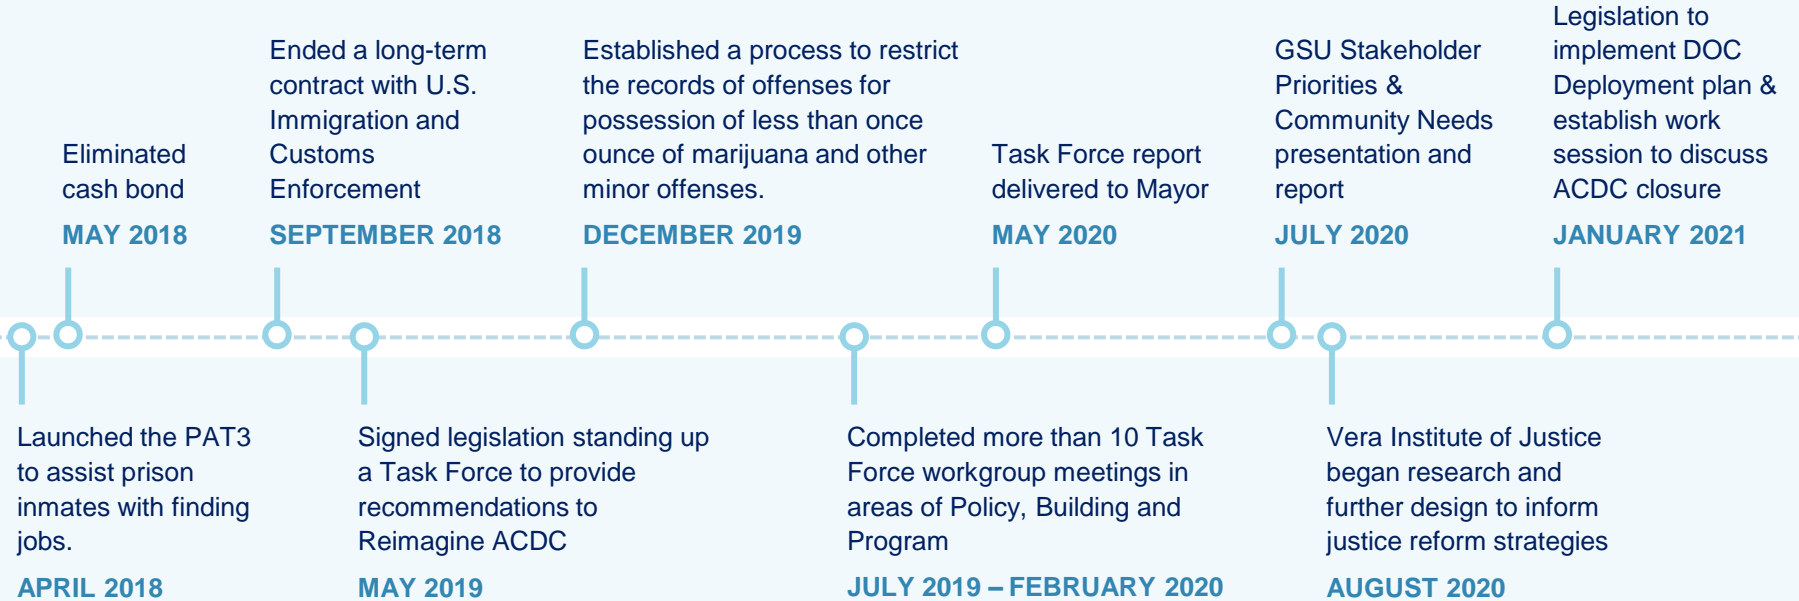 Eliminated
cash bond
MAY 2018
Ended a long-term
contract with U.S.
Immigration and
Customs
Enforcement
SEPTEMBER 2018
Established a process to restrict
the records of offenses for
possession of less than once
ounce of marijuana and other
minor offenses.
DECEMBER 2019
Task Force report
delivered to Mayor
MAY 2020
GSU Stakeholder
Priorities &
Community Needs
presentation and
report
JULY 2020
Legislation to
implement DOC
Deployment plan &
establish work
session to discuss
ACDC closure
JANUARY 2021
Launched the PAT3
to assist prison
inmates with finding
jobs.
APRIL 2018
Signed legislation standing up
a Task Force to provide
recommendations to
Reimagine ACDC
MAY 2019
Completed more than 10 Task
Force workgroup meetings in
areas of Policy, Building and
Program
JULY 2019 – FEBRUARY 2020
Vera Institute of Justice
began research and
further design to inform
justice reform strategies
AUGUST 2020